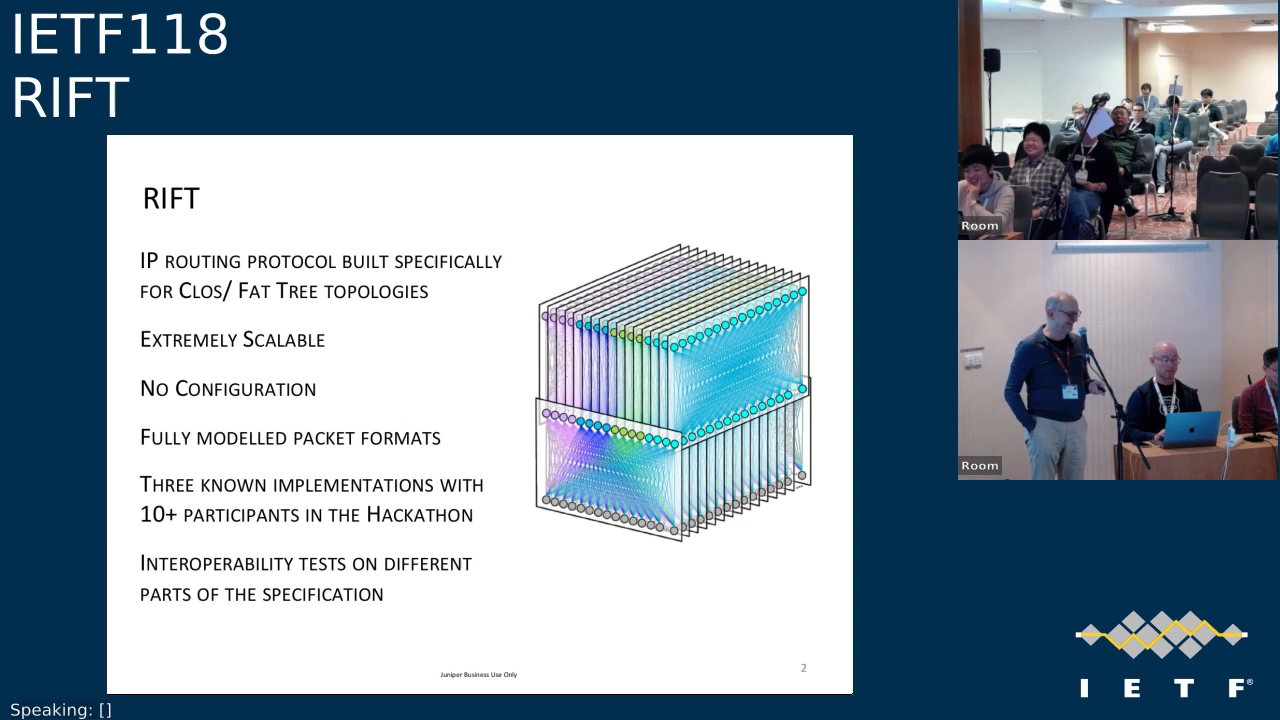 IETF118
RIFT
RIFT
IP ROUTING PROTOCOL BUILT SPECIFICALLY
FOR CLOS/ FAT TREE TOPOLOGIES
EXTREMELY SCALABLE
NO CONFIGURATION
FULLY MODELLED PACKET FORMATS
THREE KNOWN IMPLEMENTATIONS WITH
10+ PARTICIPANTS IN THE HACKATHON
INTEROPERABILITY TESTS ON DIFFERENT
PARTS OF THE SPECIFICATION
Juniper Business Use Only
2
Room
Room
I E T F®
Speaking: []